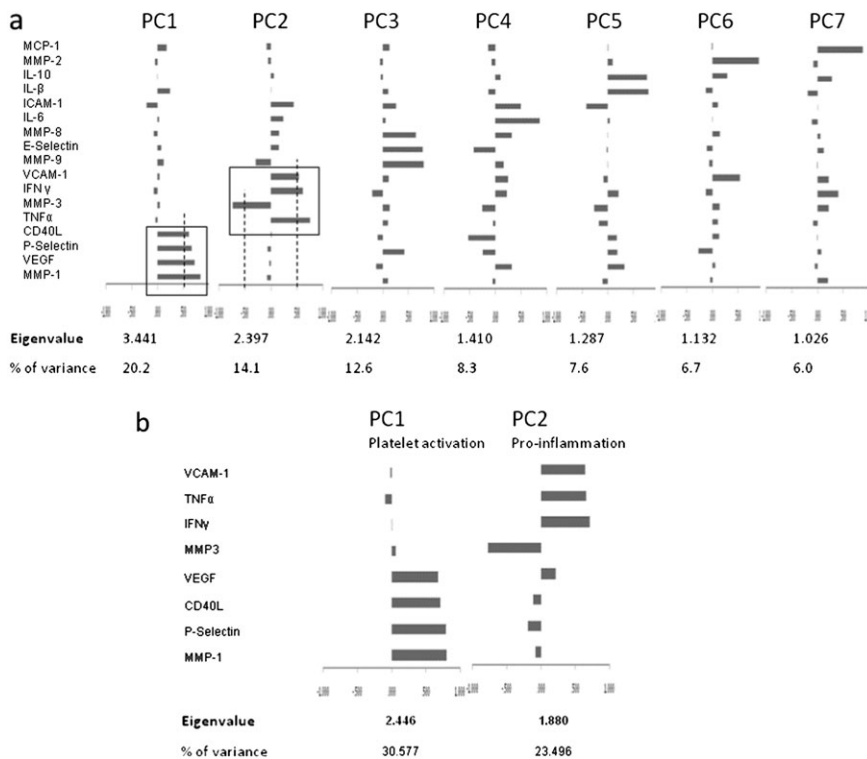 a
PC1 PC2 PC3 PC4 PC5 PC6 PC7
MCP-1
MMP-2
IL-10
IL-β
ICAM-1
IL-6
MMP-8
E-Selectin
MMP-9
VCAM-1
IFN γ
MMP-3
TNFα
CD40L
P-Selectin
VEGF
MMP-1
Eigenvalue 3.441 2.397 2.142 1.410 1.287 1.132 1.026
% of variance 20.2 14.1 12.6 8.3 7.6 6.7 6.0
b
PC1 PC2
Platelet activation Pro-inflammation
VCAM-1
TNFα
IFNγ
MMP3
VEGF
CD40L
P-Selectin
MMP-1
Eigenvalue 2.446 1.880
% of variance 30.577 23.496